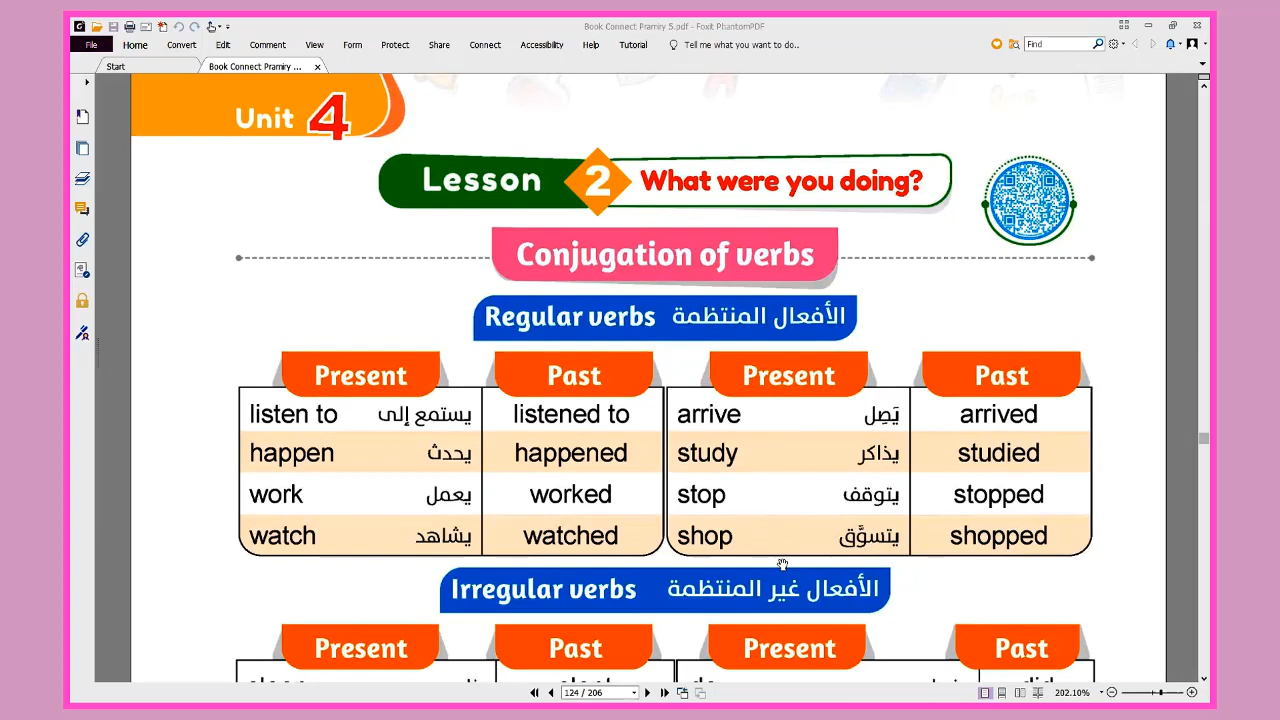 Book Connect Pramiry 5.pdf - Foxit PhantomPDF
File Home Convert Edit Comment View Form Protect Share Connect Accessibility Help Tutorial Tell me what you want to do.. Find
Start Book Connect Pramiry ...
Unit 4
Lesson 2 What were you doing?
Conjugation of verbs
Regular verbs الأفعال المنتظمة
Present Past Present Past
listen to يستمع إلى listened to arrive يَصِل arrived
happen يحدث happened study يذاكر studied
work يعمل worked stop يتوقف stopped
watch يشاهد watched shop يتسوَّق shopped
Irregular verbs الأفعال غير المنتظمة
Present Past Present Past
124 / 206 202.10%